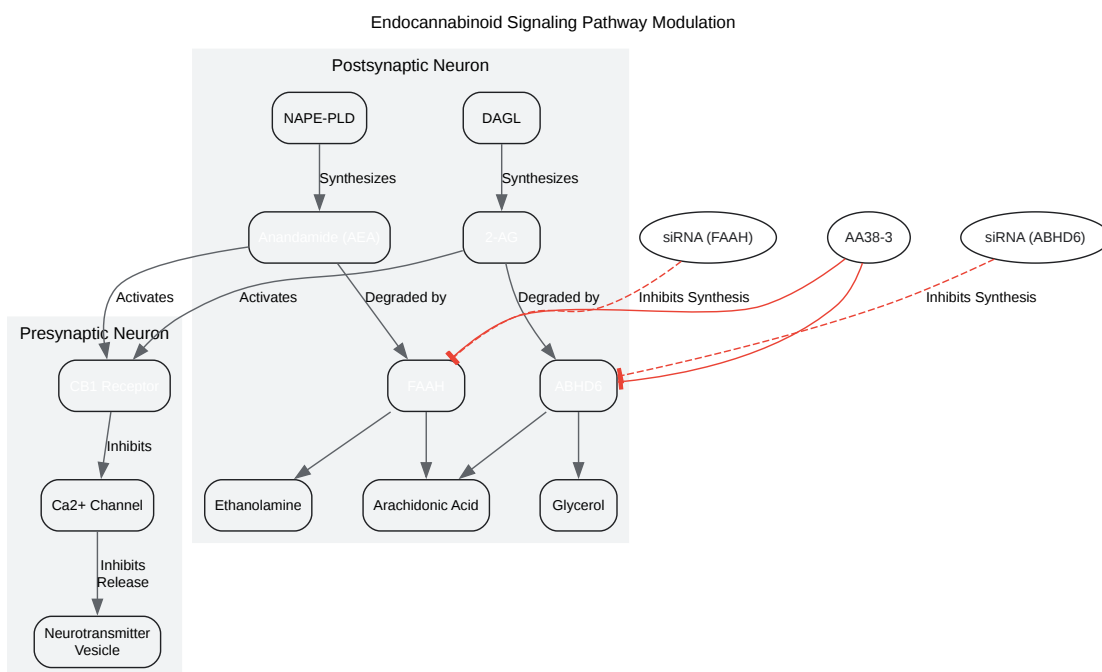 Endocannabinoid Signaling Pathway Modulation
Postsynaptic Neuron
NAPE-PLD
DAGL
Synthesizes
Synthesizes
Anandamide (AEA)
2-AG
siRNA (FAAH)
AA38-3
siRNA (ABHD6)
Activates
Activates
Degraded by
Degraded by
Inhibits Synthesis
Inhibits Synthesis
Presynaptic Neuron
CB1 Receptor
FAAH
ABHD6
Inhibits
Ca2+ Channel
Ethanolamine
Arachidonic Acid
Glycerol
Inhibits
Release
Neurotransmitter
Vesicle